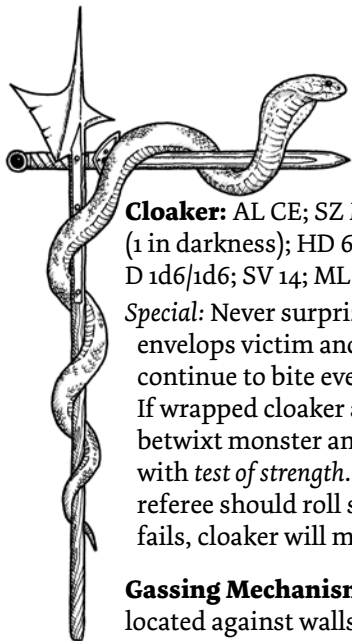 Cloaker: AL CE; SZ
(1 in darkness); HD 6
D 1d6/1d6; SV 14; ML
Special: Never surpris
envelops victim and
continue to bite eve
If wrapped cloaker a
betwixt monster an
with test of strength.
referee should roll s
fails, cloaker will m
Gassing Mechanism
located against walls